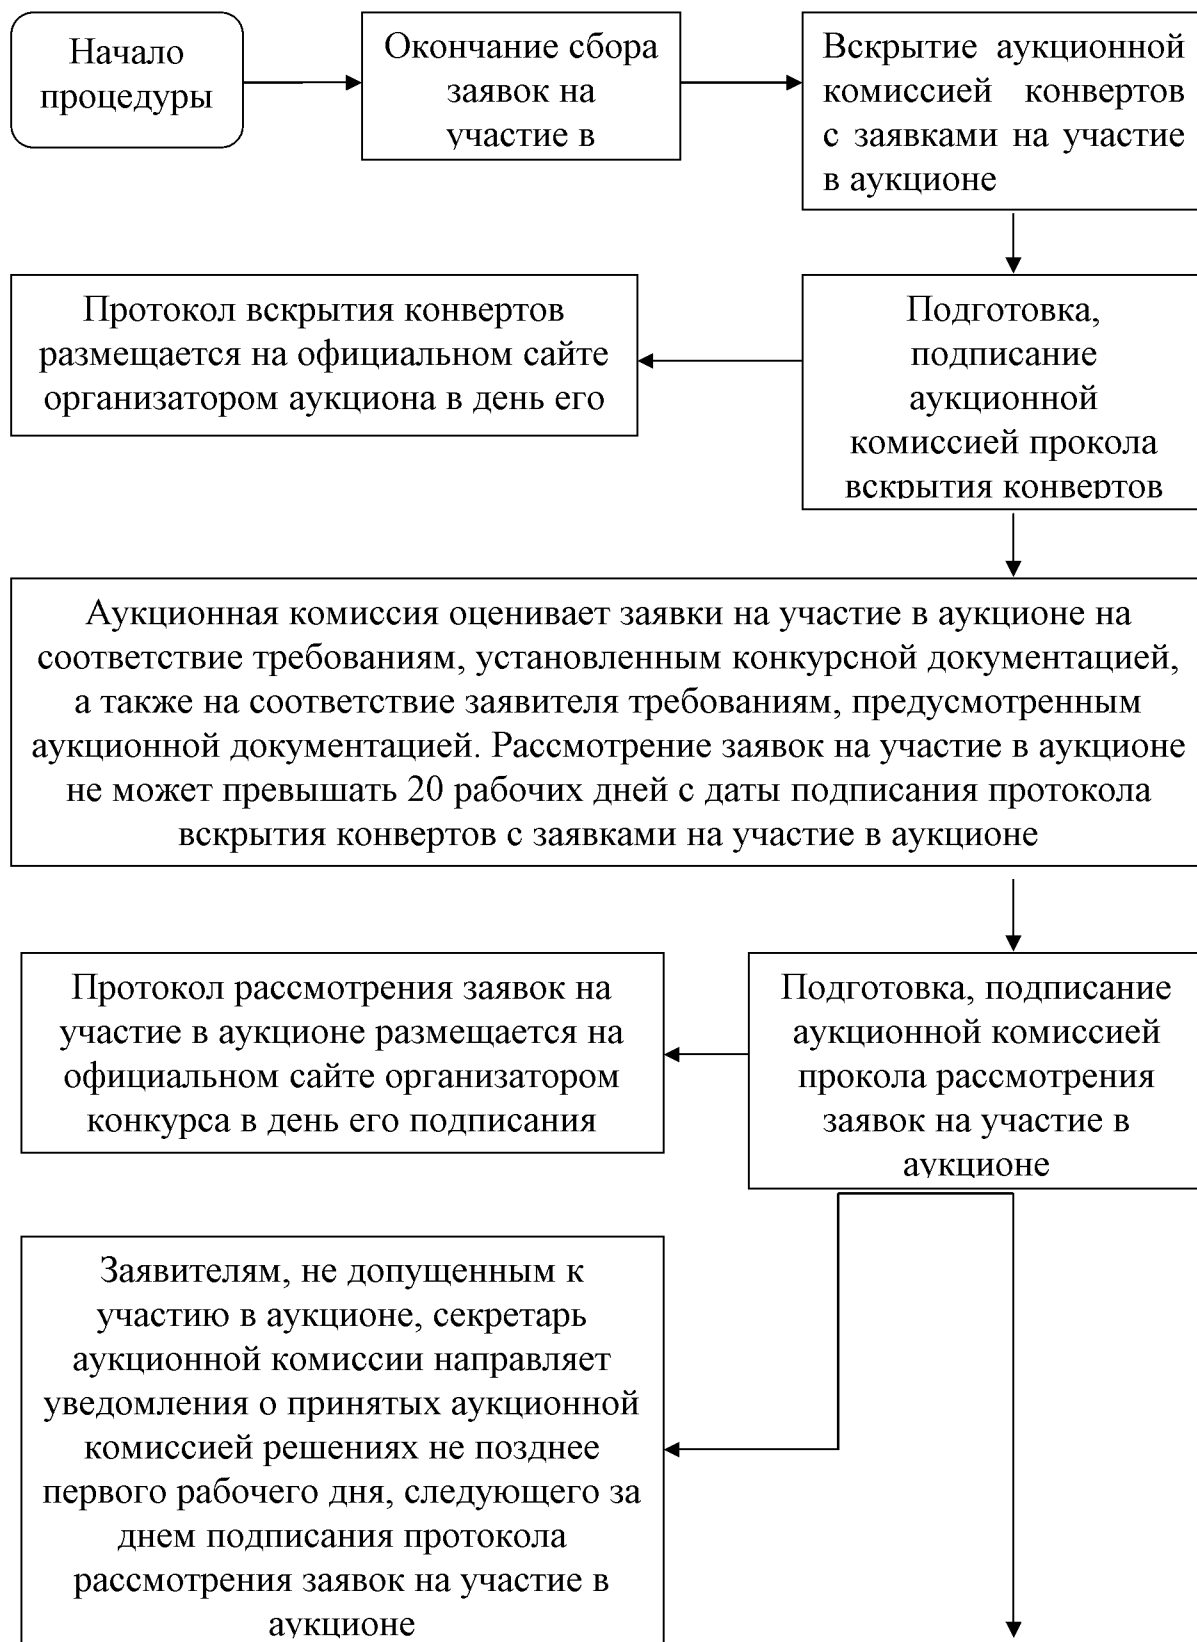 Начало
процедуры
Окончание сбора
заявок на
участие в
Вскрытие аукционной
комиссией конвертов
с заявками на участие
в аукционе
Протокол вскрытия конвертов
размещается на официальном сайте
организатором аукциона в день его
Подготовка,
подписание
аукционной
комиссией прокола
вскрытия конвертов
Аукционная комиссия оценивает заявки на участие в аукционе на
соответствие требованиям, установленным конкурсной документацией,
а также на соответствие заявителя требованиям, предусмотренным
аукционной документацией. Рассмотрение заявок на участие в аукционе
не может превышать 20 рабочих дней с даты подписания протокола
вскрытия конвертов с заявками на участие в аукционе
Протокол рассмотрения заявок на
участие в аукционе размещается на
официальном сайте организатором
конкурса в день его подписания
Подготовка, подписание
аукционной комиссией
прокола рассмотрения
заявок на участие в
аукционе
Заявителям, не допущенным к
участию в аукционе, секретарь
аукционной комиссии направляет
уведомления о принятых аукционной
комиссией решениях не позднее
первого рабочего дня, следующего за
днем подписания протокола
рассмотрения заявок на участие в
аукционе